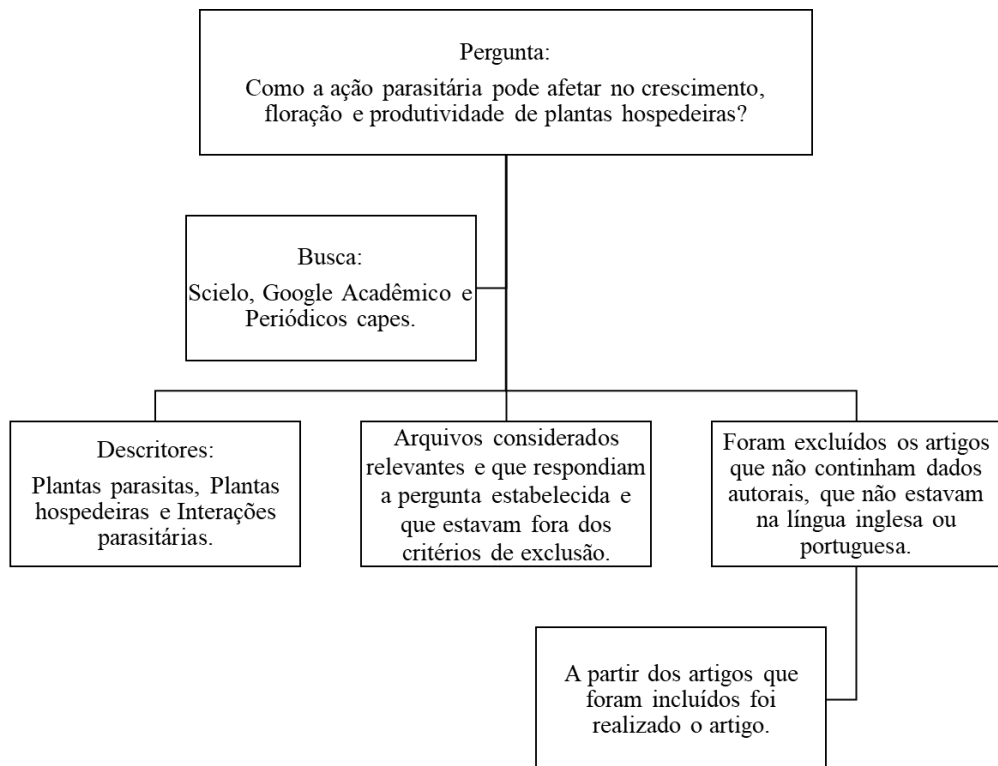 Pergunta:
Como a ação parasitária pode afetar no crescimento,
floração e produtividade de plantas hospedeiras?
Busca:
Scielo, Google Acadêmico e
Periódicos capes.
Descritores:
Plantas parasitas, Plantas
hospedeiras e Interações
parasitárias.
Arquivos considerados
relevantes e que respondiam
a pergunta estabelecida e
que estavam fora dos
critérios de exclusão.
Foram excluídos os artigos
que não continham dados
autorais, que não estavam
na língua inglesa ou
portuguesa.
A partir dos artigos que
foram incluídos foi
realizado o artigo.